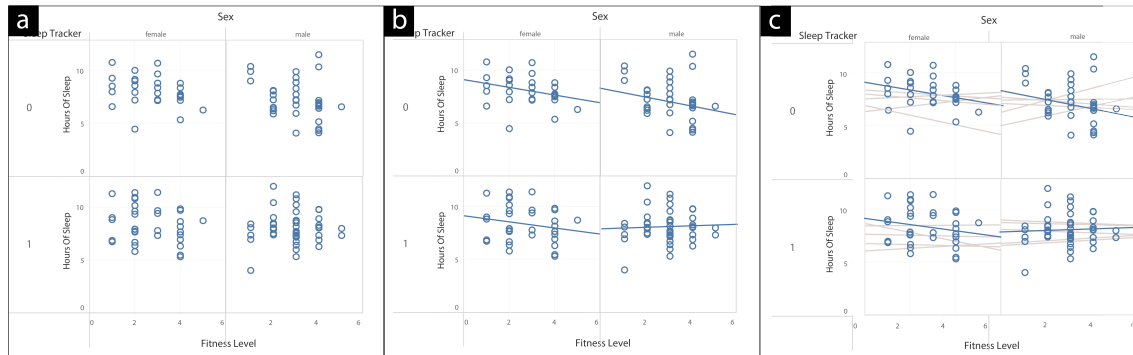 a
Sex
Sleep Tracker
female
male
0
Hours Of Sleep
10
5
0
1
Hours Of Sleep
10
5
0
0 2 4 6 2 4 6
Fitness Level
b
Sex
Sleep Tracker
female
male
0
Hours Of Sleep
10
5
0
1
Hours Of Sleep
10
5
0
0 2 4 6 2 4 6
Fitness Level
c
Sex
Sleep Tracker
female
male
0
Hours Of Sleep
10
5
1
Hours Of Sleep
10
5
0
0 2 4 6 2 4 6
Fitness Level